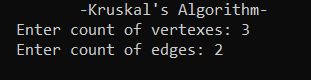 -Kruskal's Algorithm-
Enter count of vertexes: 3
Enter count of edges: 2